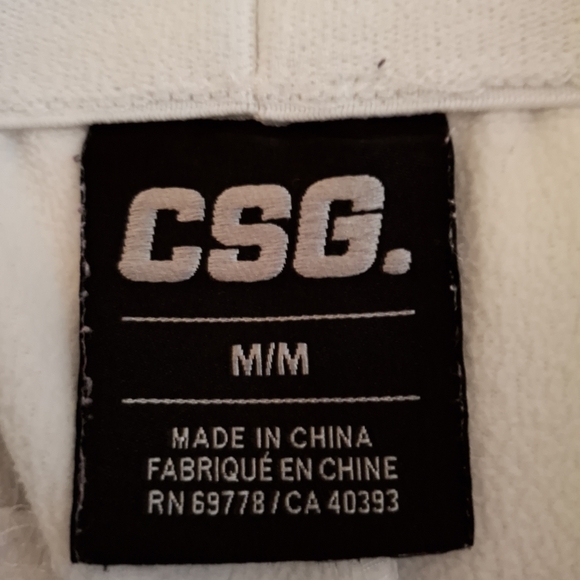 CSG.
M/M
MADE IN CHINA
FABRIQUÉ EN CHINE
RN 69778 / CA 40393